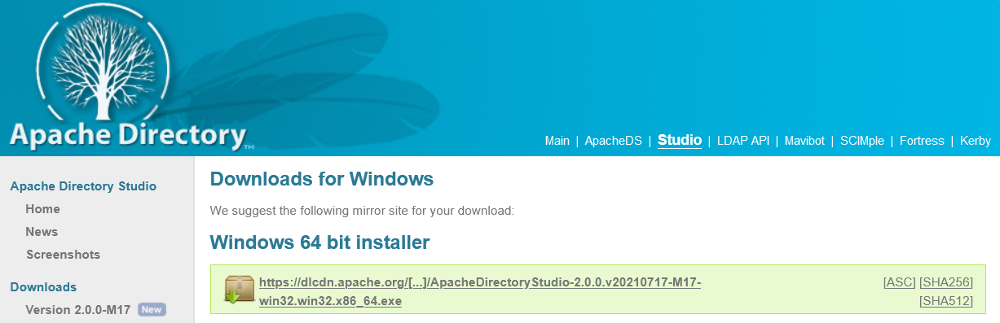 Apache Directory™
Main | ApacheDS | Studio | LDAP API | Mavibot | SCIMple | Fortress | Kerby
Apache Directory Studio
Home
News
Screenshots
Downloads
Version 2.0.0-M17 New
Downloads for Windows
We suggest the following mirror site for your download:
Windows 64 bit installer
https://dlcdn.apache.org/[...]/ApacheDirectoryStudio-2.0.0.v20210717-M17-
win32.win32.x86_64.exe
[ASC] [SHA256]
[SHA512]